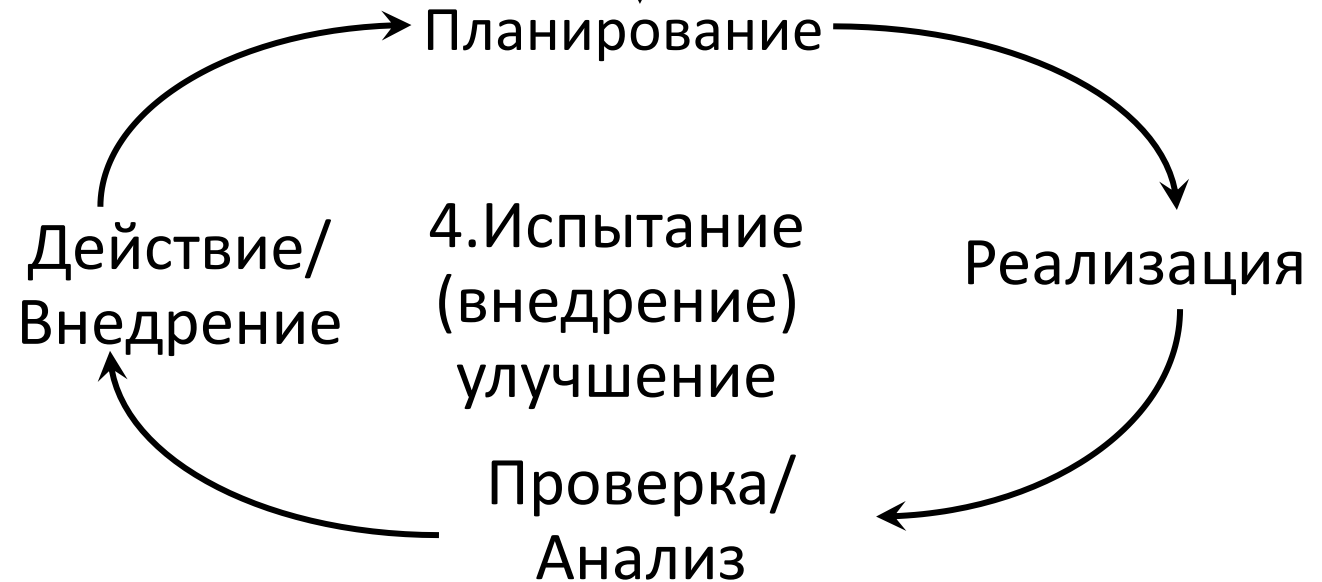 Планирование
Действие/
Внедрение
4.Испытание
(внедрение)
улучшение
Реализация
Проверка/
Анализ